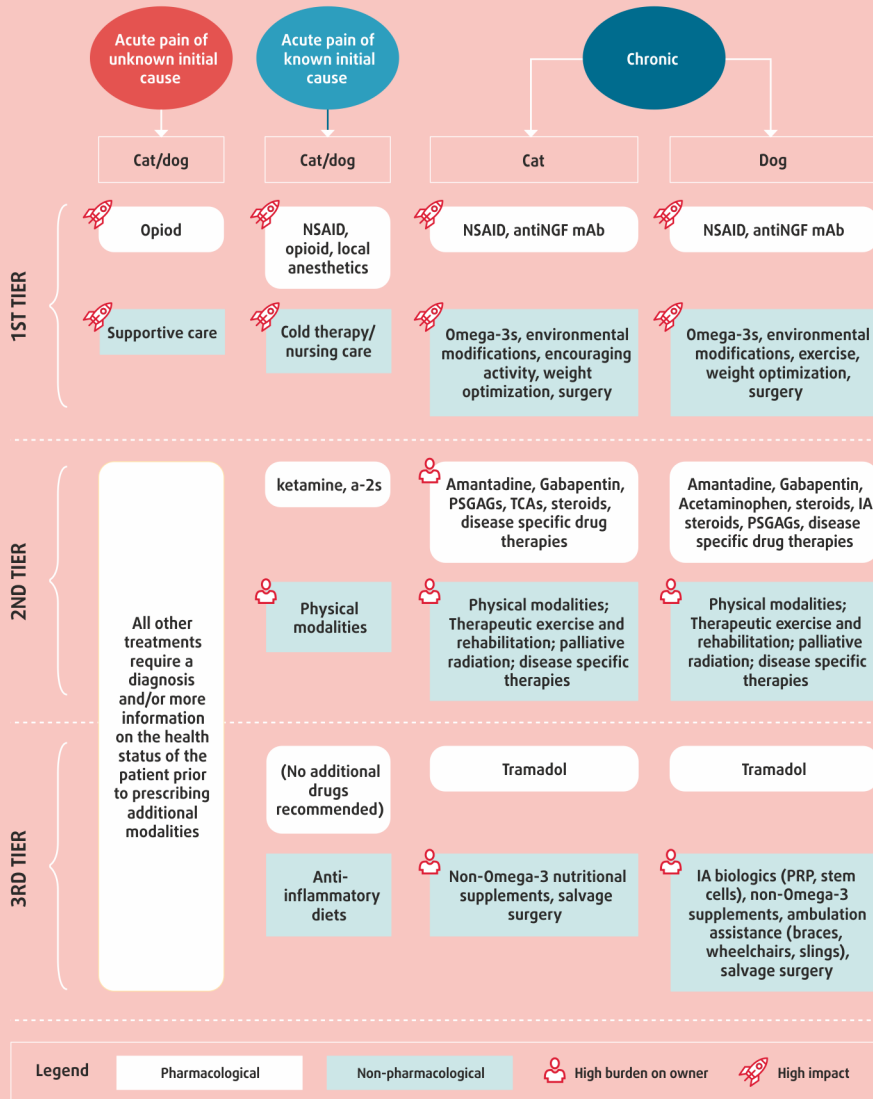 Acute pain of
unknown initial
cause
Acute pain of
known initial
cause
Chronic
Cat/dog
Cat/dog
Cat
Dog
1ST TIER
Opiod
NSAID,
opioid, local
anesthetics
NSAID, antiNGF mAb
NSAID, antiNGF mAb
Supportive care
Cold therapy/
nursing care
Omega-3s, environmental
modifications, encouraging
activity, weight
optimization, surgery
Omega-3s, environmental
modifications, exercise,
weight optimization,
surgery
2ND TIER
All other
treatments
require a
diagnosis
and/or more
information
on the health
status of the
patient prior
to prescribing
additional
modalities
ketamine, a-2s
Amantadine, Gabapentin,
PSGAGs, TCAs, steroids,
disease specific drug
therapies
Amantadine, Gabapentin,
Acetaminophen, steroids, IA
steroids, PSGAGs, disease
specific drug therapies
Physical
modalities
Physical modalities;
Therapeutic exercise and
rehabilitation; palliative
radiation; disease specific
therapies
Physical modalities;
Therapeutic exercise and
rehabilitation; palliative
radiation; disease specific
therapies
3RD TIER
(No additional
drugs
recommended)
Tramadol
Tramadol
Anti-
inflammatory
diets
Non-Omega-3 nutritional
supplements, salvage
surgery
IA biologics (PRP, stem
cells), non-Omega-3
supplements, ambulation
assistance (braces,
wheelchairs, slings),
salvage surgery
Legend
Pharmacological
Non-pharmacological
High burden on owner
High impact